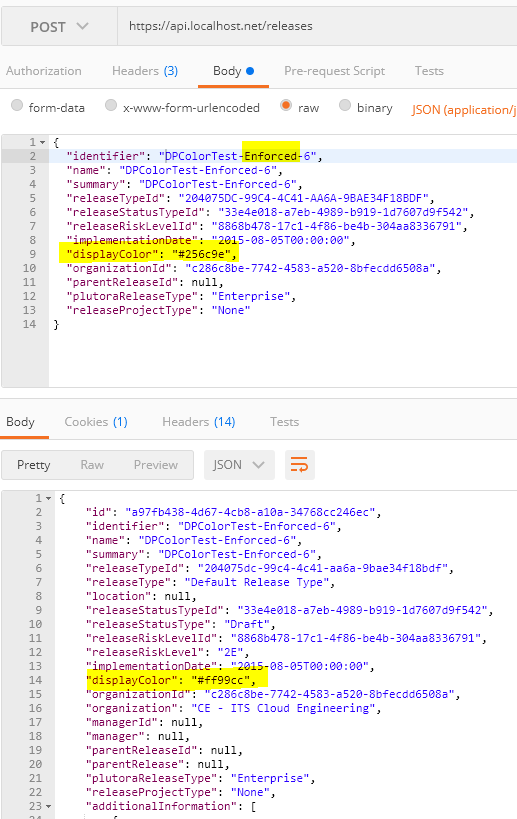 POST https://api.localhost.net/releases
Authorization Headers (3) Body Pre-request Script Tests
form-data x-www-form-urlencoded raw binary JSON (application/j
1 {
2 "identifier": "DPColorTest-Enforced-6",
3 "name": "DPColorTest-Enforced-6",
4 "summary": "DPColorTest-Enforced-6",
5 "releaseTypeId": "204075DC-99C4-4C41-AA6A-9BAE34F18BDF",
6 "releaseStatusTypeId": "33e4e018-a7eb-4989-b919-1d7607d9f542",
7 "releaseRiskLevelId": "8868b478-17c1-4f86-be4b-304aa8336791",
8 "implementationDate": "2015-08-05T00:00:00",
9 "displayColor": "#256c9e",
10 "organizationId": "c286c8be-7742-4583-a520-8bfecdd6508a",
11 "parentReleaseId": null,
12 "plutoraReleaseType": "Enterprise",
13 "releaseProjectType": "None"
14 }
Body Cookies (1) Headers (14) Tests
Pretty Raw Preview JSON
1 {
2 "id": "a97fb438-4d67-4cb8-a10a-34768cc246ec",
3 "identifier": "DPColorTest-Enforced-6",
4 "name": "DPColorTest-Enforced-6",
5 "summary": "DPColorTest-Enforced-6",
6 "releaseTypeId": "204075dc-99c4-4c41-aa6a-9bae34f18bdf",
7 "releaseType": "Default Release Type",
8 "location": null,
9 "releaseStatusTypeId": "33e4e018-a7eb-4989-b919-1d7607d9f542",
10 "releaseStatusType": "Draft",
11 "releaseRiskLevelId": "8868b478-17c1-4f86-be4b-304aa8336791",
12 "releaseRiskLevel": "2E",
13 "implementationDate": "2015-08-05T00:00:00",
14 "displayColor": "#ff99cc",
15 "organizationId": "c286c8be-7742-4583-a520-8bfecdd6508a",
16 "organization": "CE - ITS Cloud Engineering",
17 "managerId": null,
18 "manager": null,
19 "parentReleaseId": null,
20 "parentRelease": null,
21 "plutoraReleaseType": "Enterprise",
22 "releaseProjectType": "None",
23 "additionalInformation": [